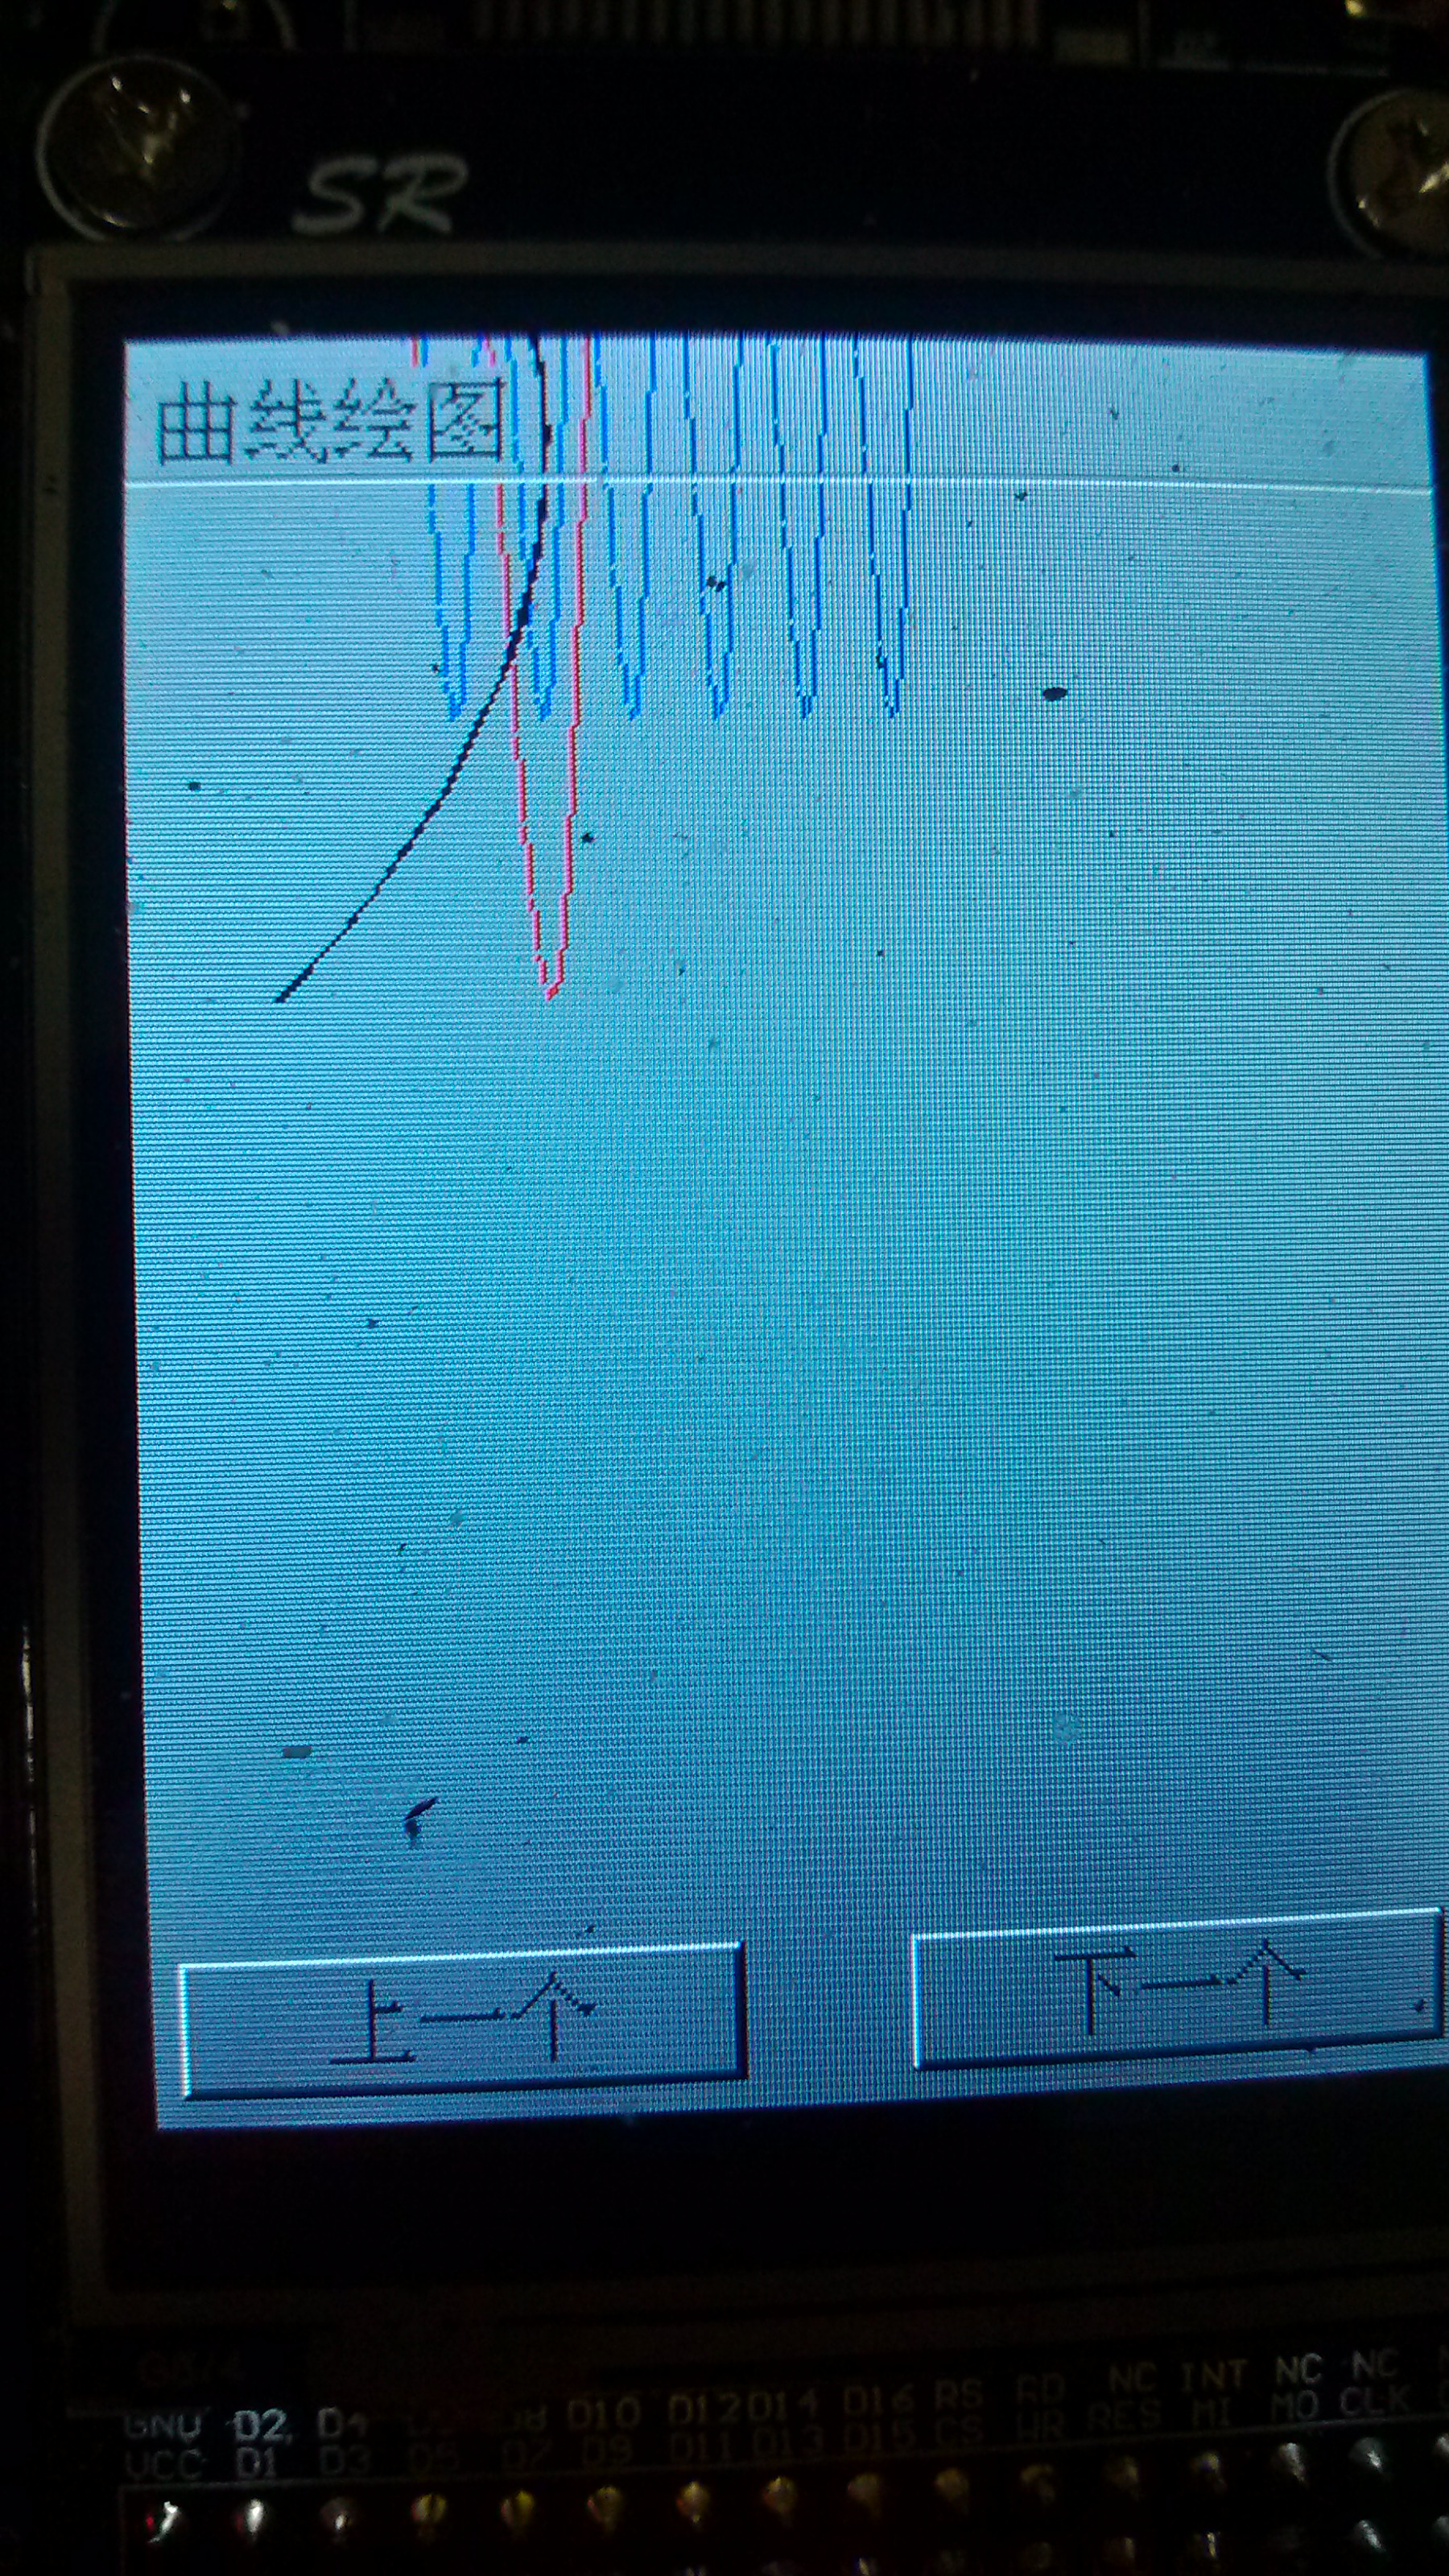 SR
曲线绘图
上一个
下一个
GND D2 D4 D8 D10 D12 D14 D16 RS RD NC INT NC NC
VCC D1 D3 D5 D7 D9 D11 D13 D15 CS WR RES MI MO CLK